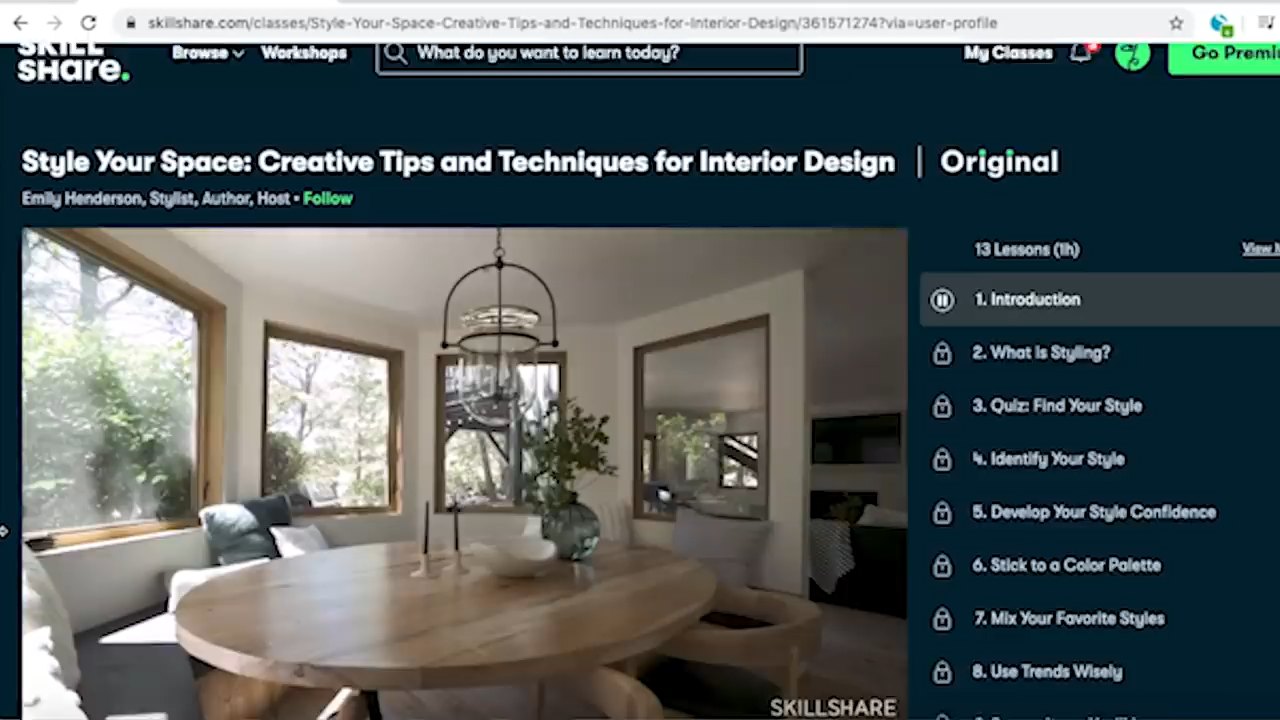 skillshare.com/classes/Style-Your-Space-Creative-Tips-and-Techniques-for-Interior-Design/361571274?via=user-profile
SKILL
SHare.
Browse
Workshops
What do you want to learn today?
My Classes
Go
Style Your Space: Creative Tips and Techniques for Interior Design | Original
Emily Henderson, Stylist, Author, Host • Follow
13 Lessons (1h)
View
1. Introduction
2. What Is Styling?
3. Quiz: Find Your Style
4. Identify Your Style
5. Develop Your Style Confidence
6. Stick to a Color Palette
7. Mix Your Favorite Styles
8. Use Trends Wisely
SKILLSHARE